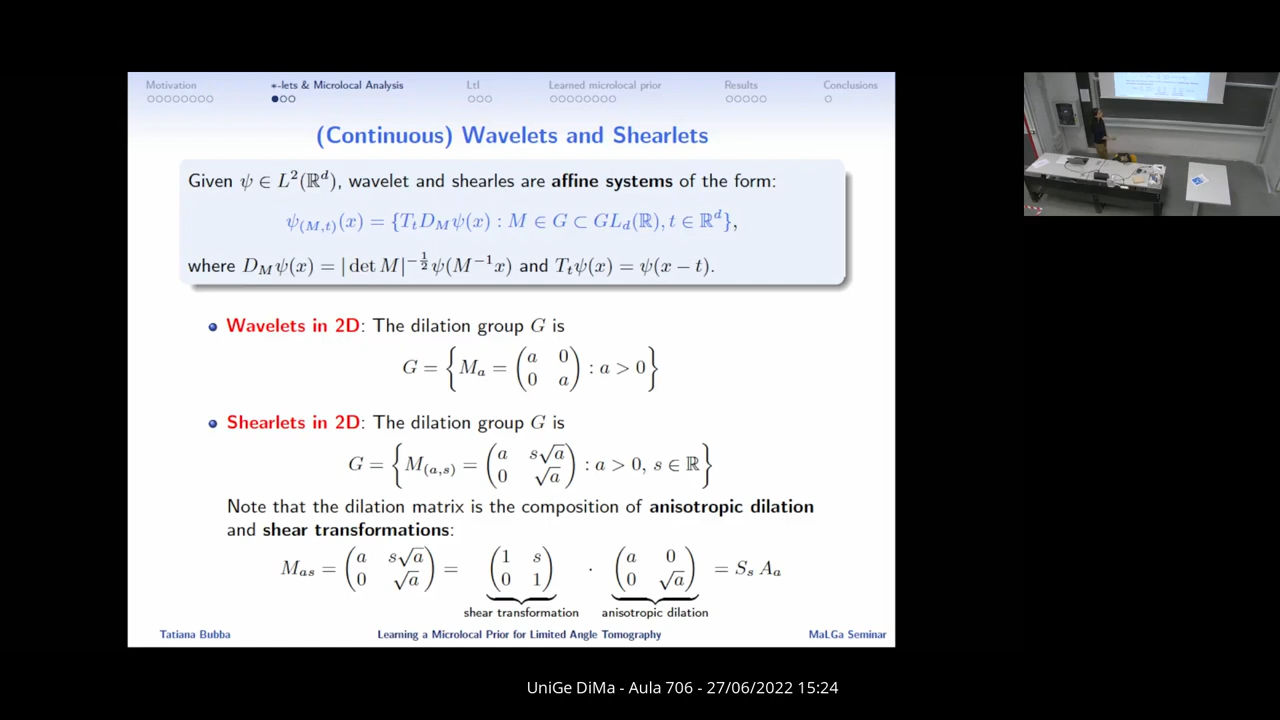 Motivation
*-lets & Microlocal Analysis
Ltl
Learned microlocal prior
Results
Conclusions
(Continuous) Wavelets and Shearlets
Given ψ ∈ L²(ℝᵈ), wavelet and shearles are affine systems of the form:
ψ_(M,t)(x) = {T_t D_M ψ(x) : M ∈ G ⊂ GL_d(ℝ), t ∈ ℝᵈ},
where D_M ψ(x) = |det M|^{-1/2} ψ(M⁻¹x) and T_t ψ(x) = ψ(x − t).
Wavelets in 2D: The dilation group G is
G = { M_a = ( a 0 ; 0 a ) : a > 0 }
Shearlets in 2D: The dilation group G is
G = { M_(a,s) = ( a s√a ; 0 √a ) : a > 0, s ∈ ℝ }
Note that the dilation matrix is the composition of anisotropic dilation
and shear transformations:
M_as = ( a s√a ; 0 √a ) = ( 1 s ; 0 1 ) · ( a 0 ; 0 √a ) = S_s A_a
shear transformation anisotropic dilation
Tatiana Bubba
Learning a Microlocal Prior for Limited Angle Tomography
MaLGa Seminar
UniGe DiMa - Aula 706 - 27/06/2022 15:24